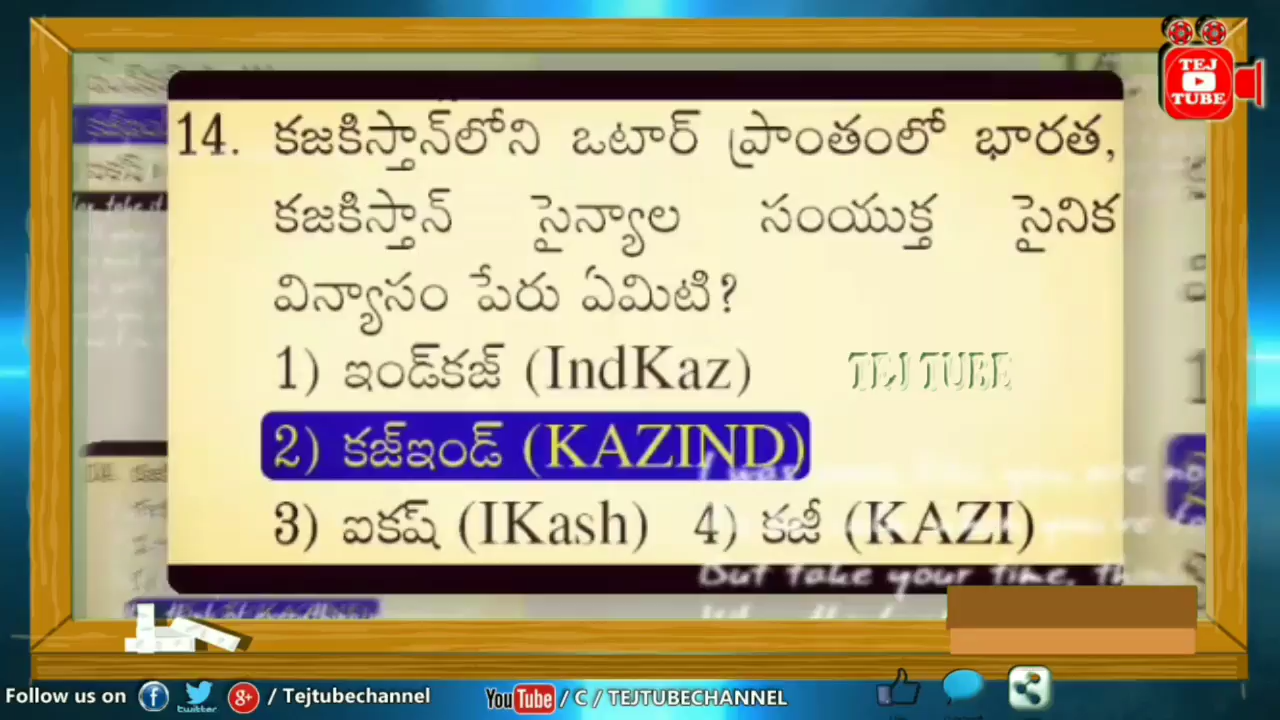 TEJ
TUBE
14. కజకిస్తాన్‌లోని ఒటార్ ప్రాంతంలో భారత,
కజకిస్తాన్ సైన్యాల సంయుక్త సైనిక
విన్యాసం పేరు ఏమిటి?
1) ఇండ్‌కజ్ (IndKaz)
TEJ TUBE
2) కజ్‌ఇండ్ (KAZIND)
3) ఐకష్ (IKash) 4) కజీ (KAZI)
But take your time,
Follow us on f twitter g+ / Tejtubechannel YouTube / C / TEJTUBECHANNEL